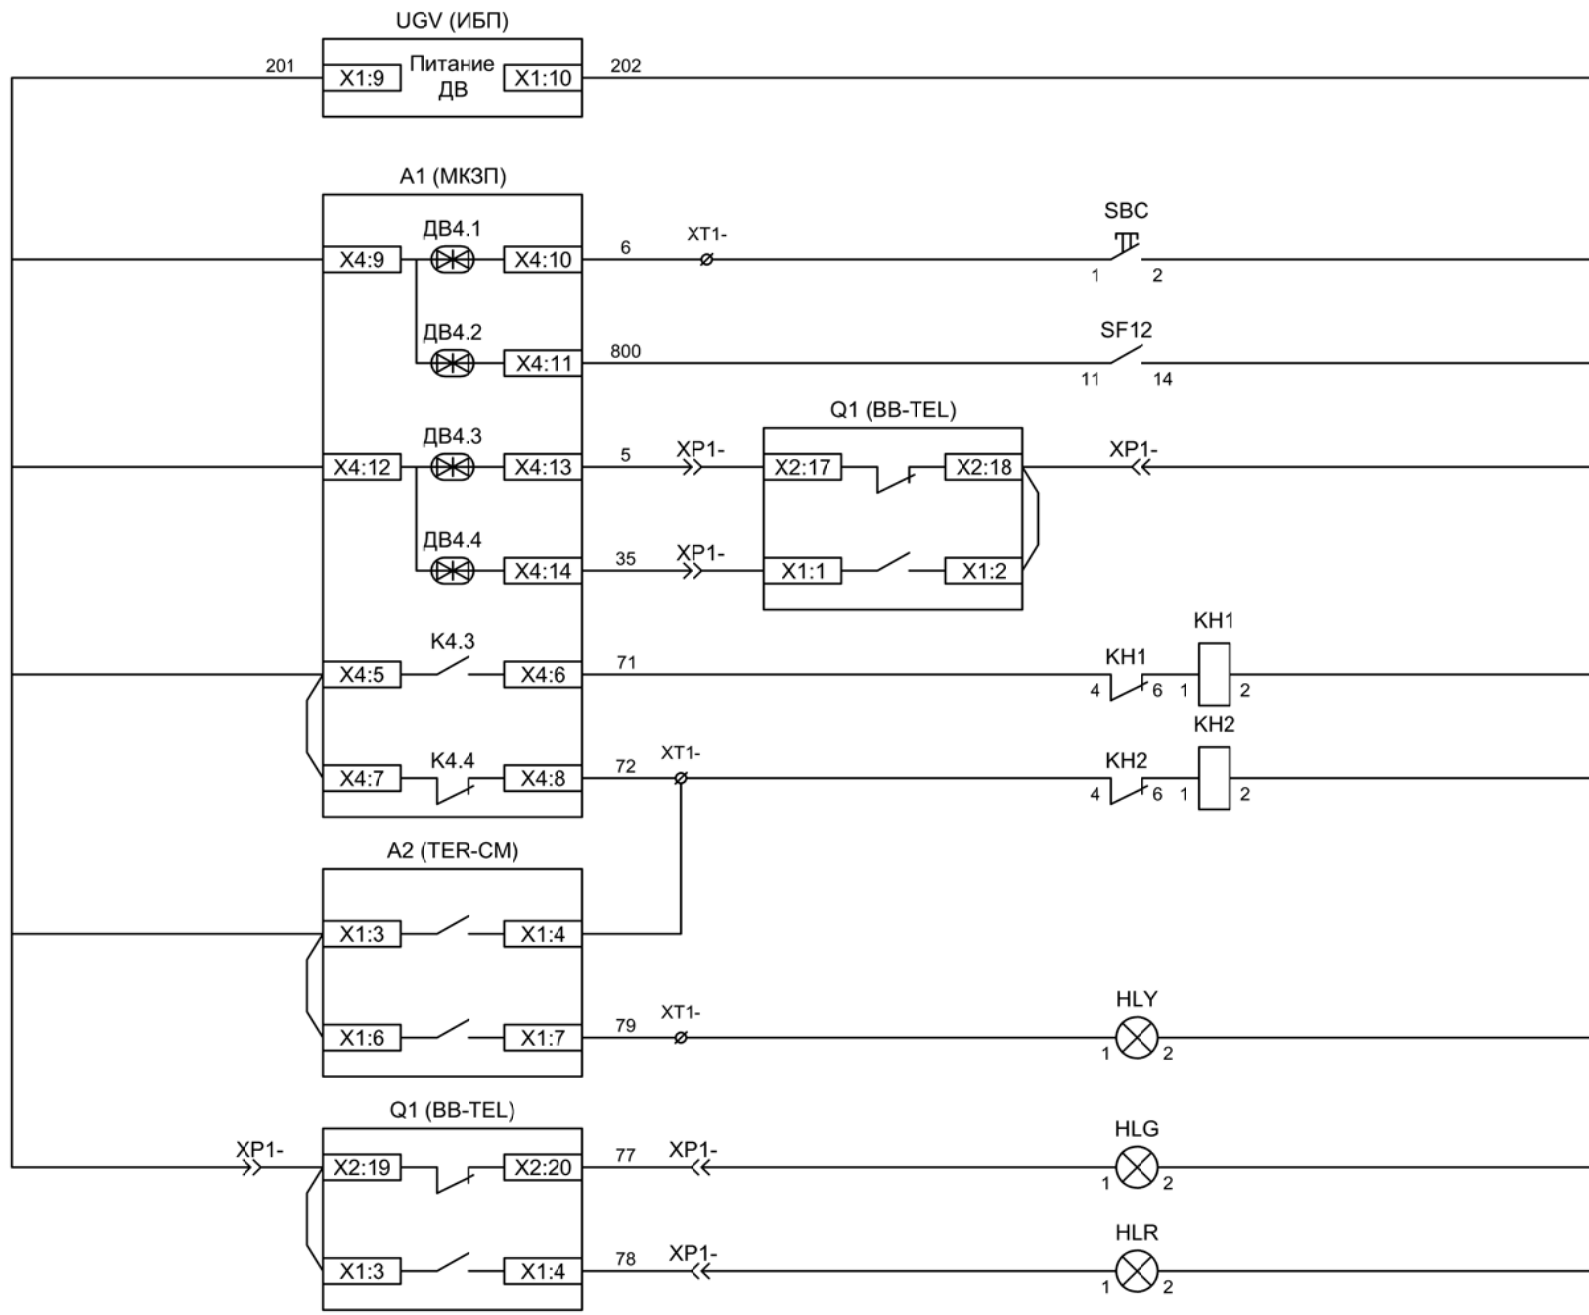 UGV (ИБП)
201 X1:9 Питание ДВ X1:10 202
A1 (МКЗП)
ДВ4.1 XT1- SBC
X4:9 X4:10 6 1 2
ДВ4.2 SF12
X4:11 800 11 14
Q1 (BB-TEL)
ДВ4.3 XP1- XP1-
X4:12 X4:13 5 X2:17 X2:18
ДВ4.4 XP1-
X4:14 35 X1:1 X1:2
K4.3 KH1 KH1
X4:5 X4:6 71 4 6 1 2
K4.4 XT1- KH2 KH2
X4:7 X4:8 72 4 6 1 2
A2 (TER-CM)
X1:3 X1:4
XT1- HLY
X1:6 X1:7 79 1 2
Q1 (BB-TEL)
XP1- XP1- HLG
X2:19 X2:20 77 1 2
XP1- HLR
X1:3 X1:4 78 1 2